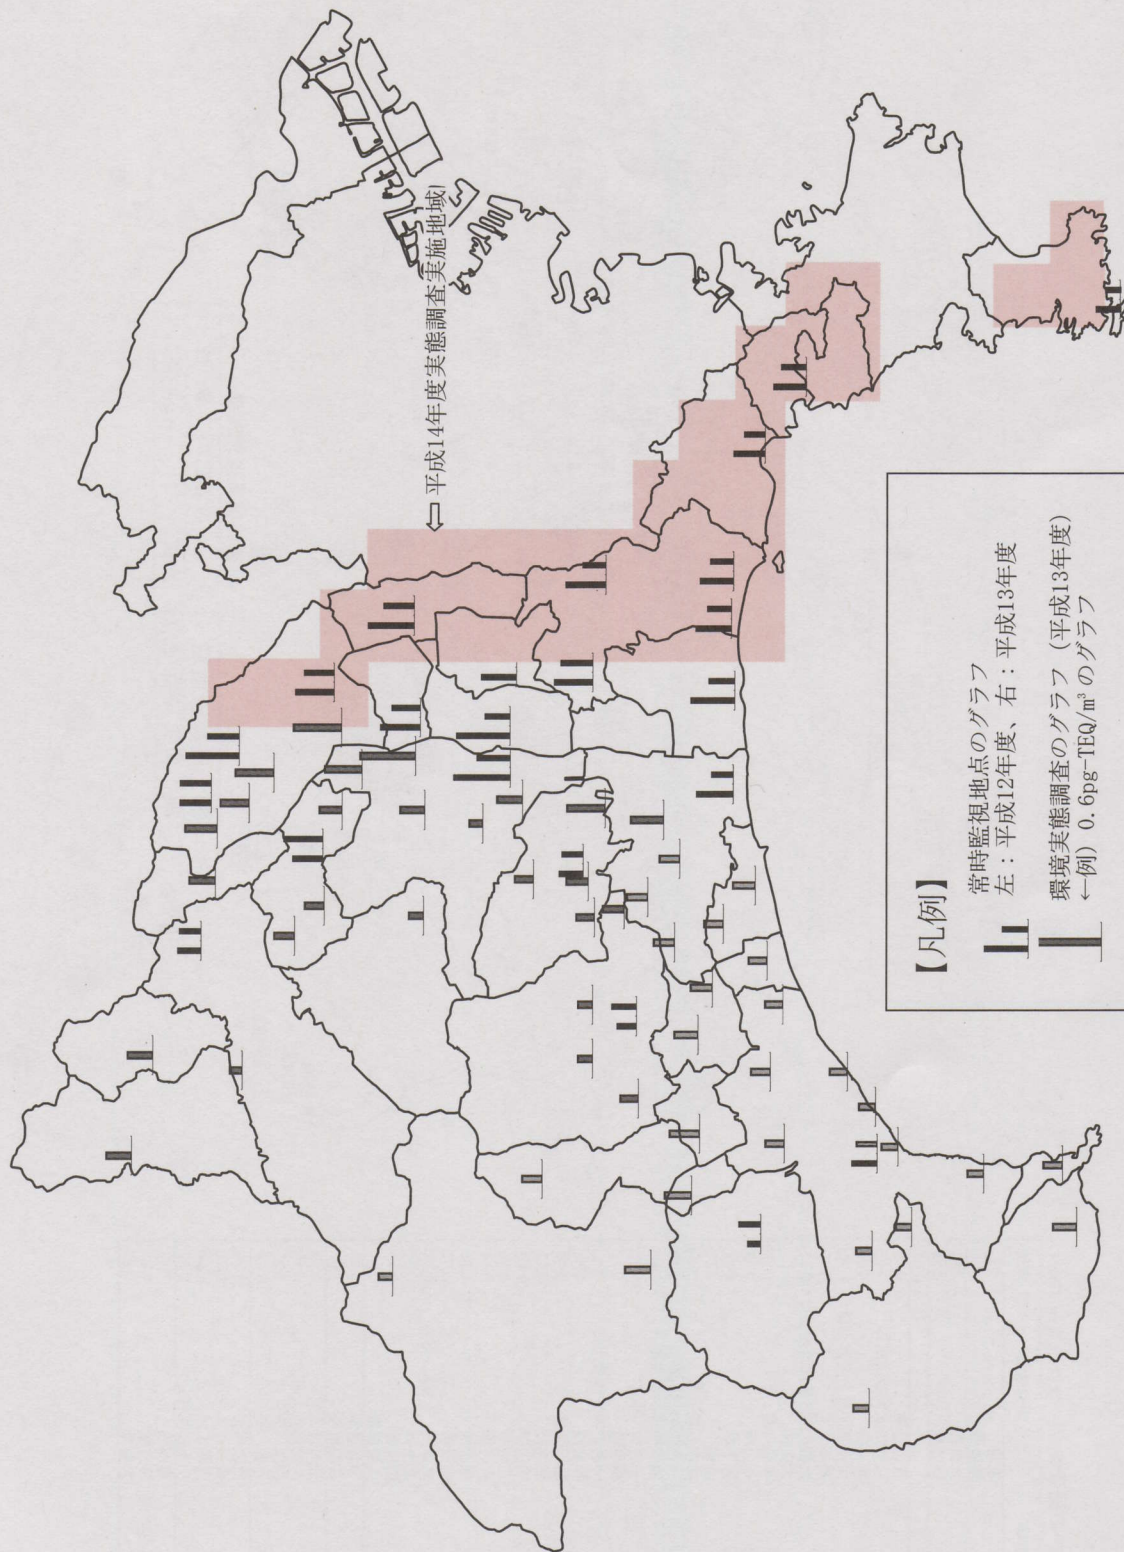 ⇦ 平成14年度実態調査実施地域
【凡例】
常時監視地点のグラフ
左：平成12年度、右：平成13年度
環境実態調査のグラフ（平成13年度）
←例）0.6pg-TEQ/㎥のグラフ